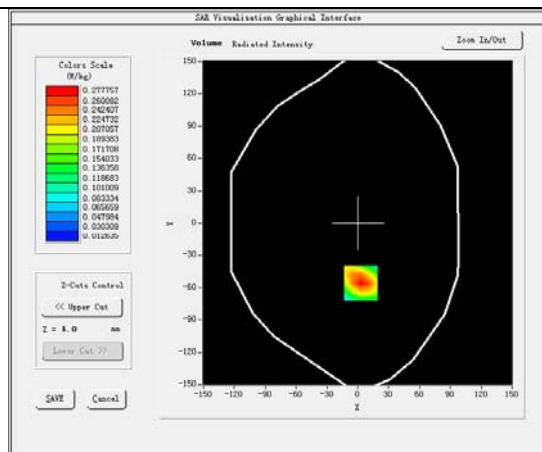 SAR Visualisation Graphical Interface
Volume Radiated Intensity
Zoom In/Out
Colors Scale
(W/kg)
0.277757
0.260082
0.242407
0.224732
0.207057
0.189383
0.171708
0.154033
0.136358
0.118683
0.101009
0.083334
0.065659
0.047984
0.030309
0.012635
Z-Cuts Control
<< Upper Cut
Z = 4.0 mm
Lower Cut >>
SAVE
Cancel
150
120
90
60
30
0
-30
-60
-90
-120
-150
Y
-150 -120 -90 -60 -30 0 30 60 90 120 150
X